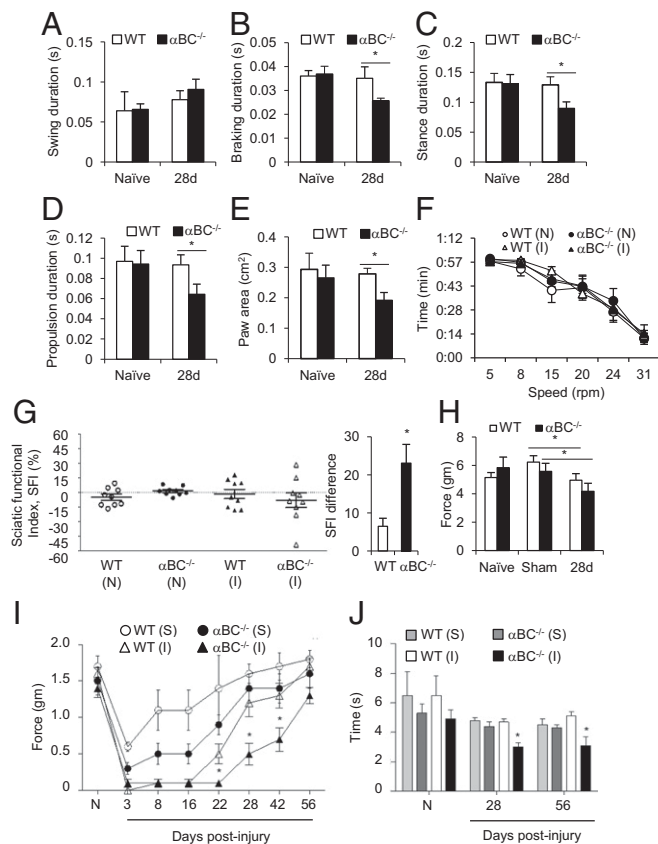 A
WT αBC⁻/⁻
Swing duration (s)
0.15
0.1
0.05
0
Naïve 28d
B
WT αBC⁻/⁻
Braking duration (s)
0.05
0.04
0.03
0.02
0.01
0
*
Naïve 28d
C
WT αBC⁻/⁻
Stance duration (s)
0.2
0.15
0.1
0.05
0
*
Naïve 28d
D
WT αBC⁻/⁻
Propulsion duration (s)
0.12
0.1
0.08
0.06
0.04
0.02
0
*
Naïve 28d
E
WT αBC⁻/⁻
Paw area (cm²)
0.4
0.3
0.2
0.1
0
*
Naïve 28d
F
WT (N) αBC⁻/⁻ (N)
WT (I) αBC⁻/⁻ (I)
Time (min)
1:12
0:57
0:43
0:28
0:14
0:00
5 8 15 20 24 31
Speed (rpm)
G
Sciatic functional
Index, SFI (%)
60
45
30
15
0
-15
-30
-45
-60
WT αBC⁻/⁻ WT αBC⁻/⁻
(N) (N) (I) (I)
SFI difference
30
20
10
0
*
WT αBC⁻/⁻
H
WT αBC⁻/⁻
Force (gm)
8
6
4
2
0
*
*
Naïve Sham 28d
I
WT (S) αBC⁻/⁻ (S)
WT (I) αBC⁻/⁻ (I)
Force (gm)
2.0
1.5
1.0
0.5
0
* * *
N 3 8 16 22 28 42 56
Days post-injury
J
WT (S) αBC⁻/⁻ (S)
WT (I) αBC⁻/⁻ (I)
Time (s)
10
8
6
4
2
0
* *
N 28 56
Days post-injury